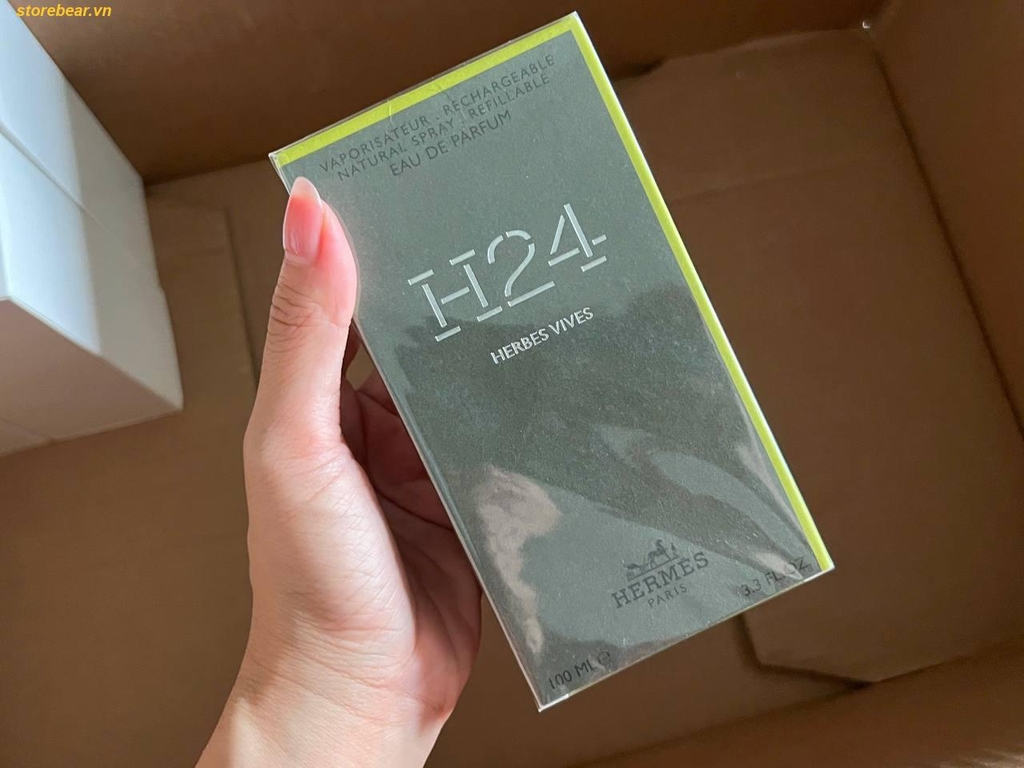 storebear.vn
VAPORISATEUR - RECHARGEABLE
NATURAL SPRAY - REFILLABLE
EAU DE PARFUM
H24
HERBES VIVES
HERMES
PARIS
100 ML ℮
3.3 FL.OZ.